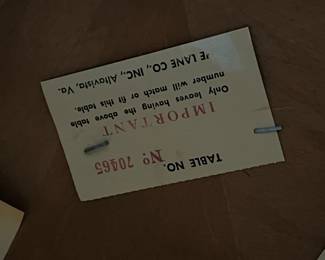 TABLE NO.
No. 70465
IMPORTANT
Only leaves having the above table
number will match or fit this table.
E LANE CO., INC., Altavista, Va.